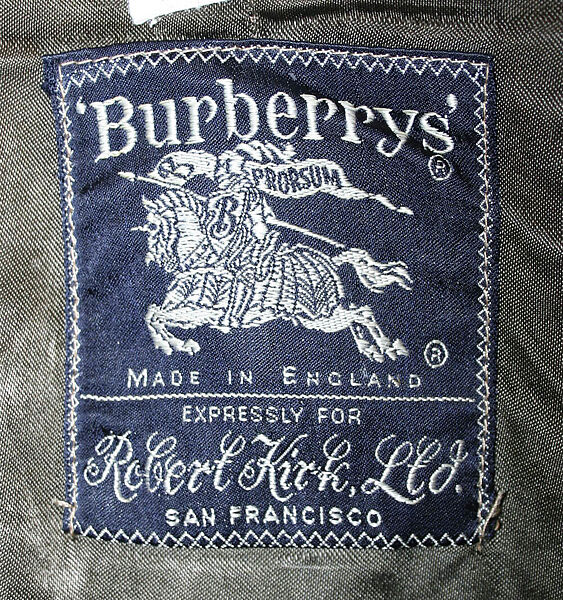 'Burberrys'
®
PRORSUM
B
®
MADE IN ENGLAND
EXPRESSLY FOR
Robert Kirk, Ltd.
SAN FRANCISCO